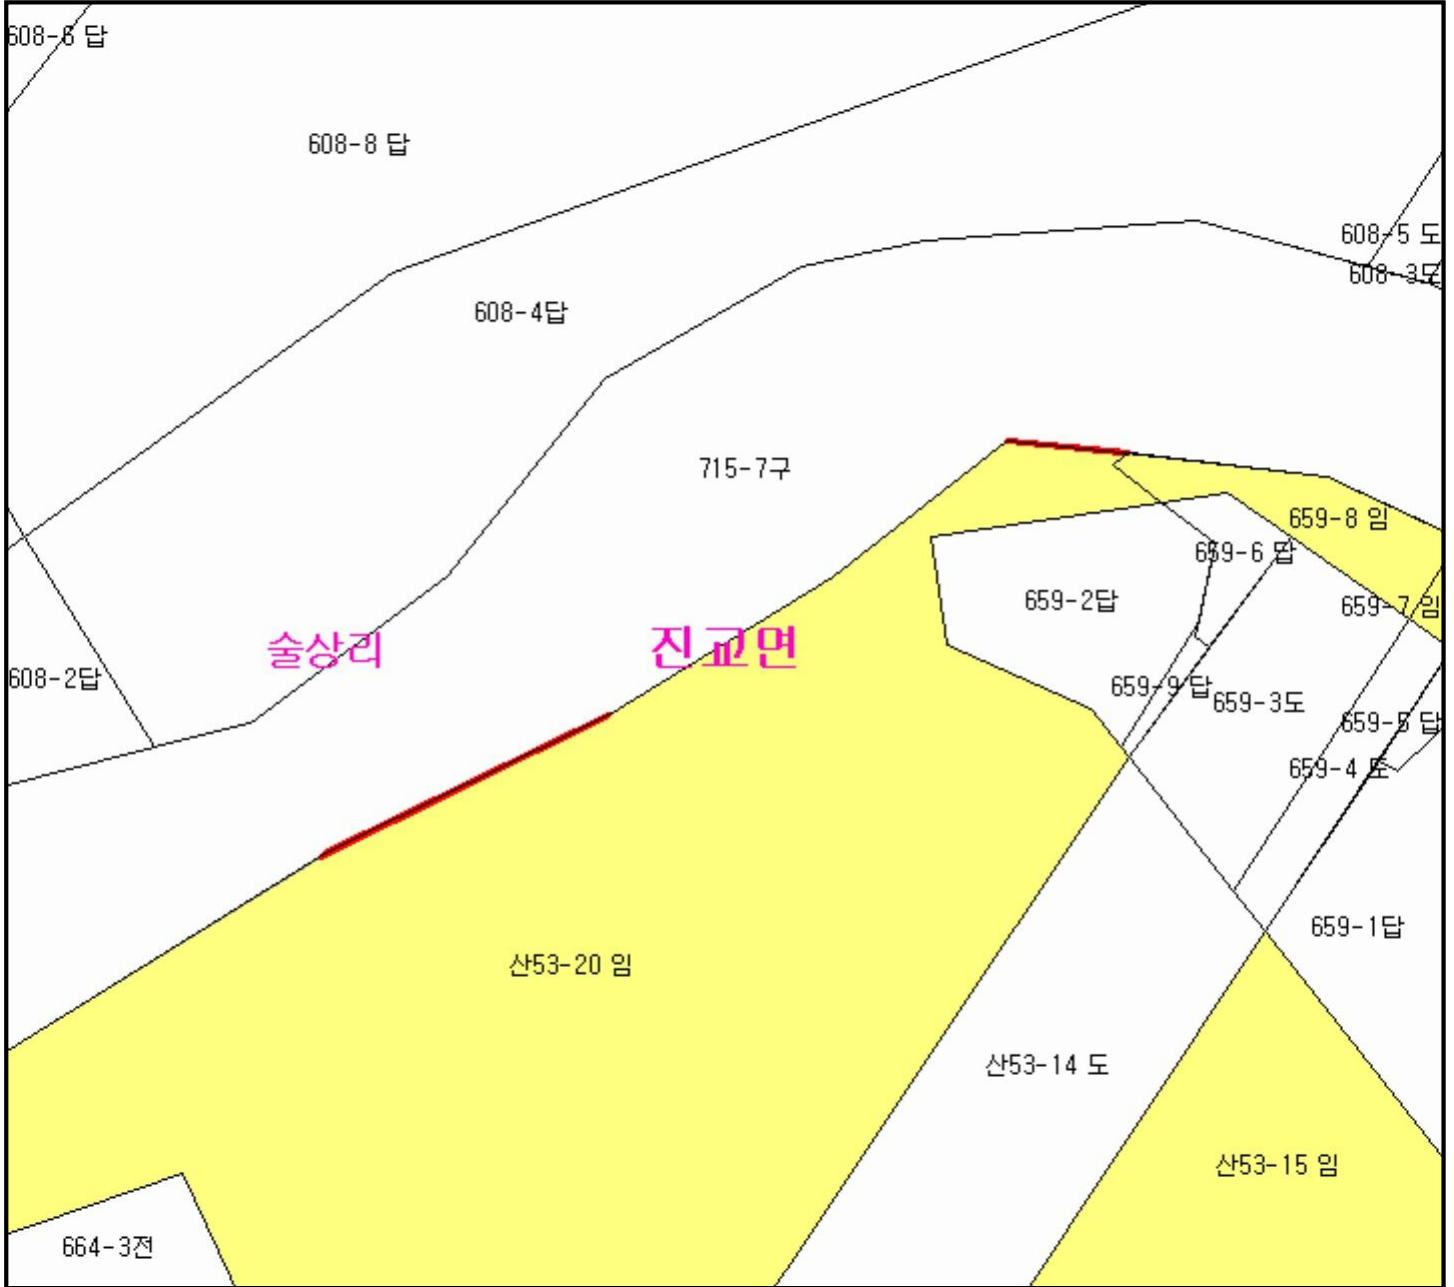 608-6 답
608-8 답
608-5 도
608-3도
608-4답
715-7구
659-8 임
659-6 답
659-2답
659-7 임
술상리
진교면
608-2답
659-9 답
659-3도
659-5 답
659-4 도
659-1답
산53-20 임
산53-14 도
산53-15 임
664-3전